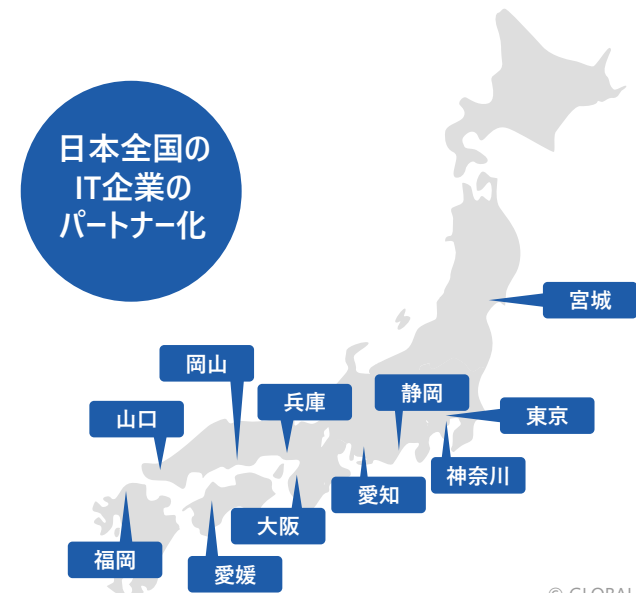 日本全国の
IT企業の
パートナー化
宮城
岡山
兵庫
静岡
山口
東京
神奈川
愛知
大阪
福岡
愛媛
© GLOBAL